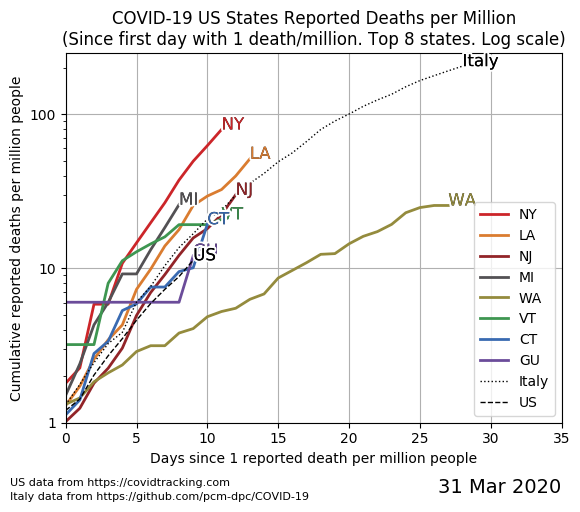 COVID-19 US States Reported Deaths per Million
(Since first day with 1 death/million. Top 8 states. Log scale)
Cumulative reported deaths per million people
100
10
1
Italy
NY
LA
NJ
MI
WA
VT
CT
GU
US
NY
LA
NJ
MI
WA
VT
CT
GU
Italy
US
0 5 10 15 20 25 30 35
Days since 1 reported death per million people
US data from https://covidtracking.com
Italy data from https://github.com/pcm-dpc/COVID-19
31 Mar 2020